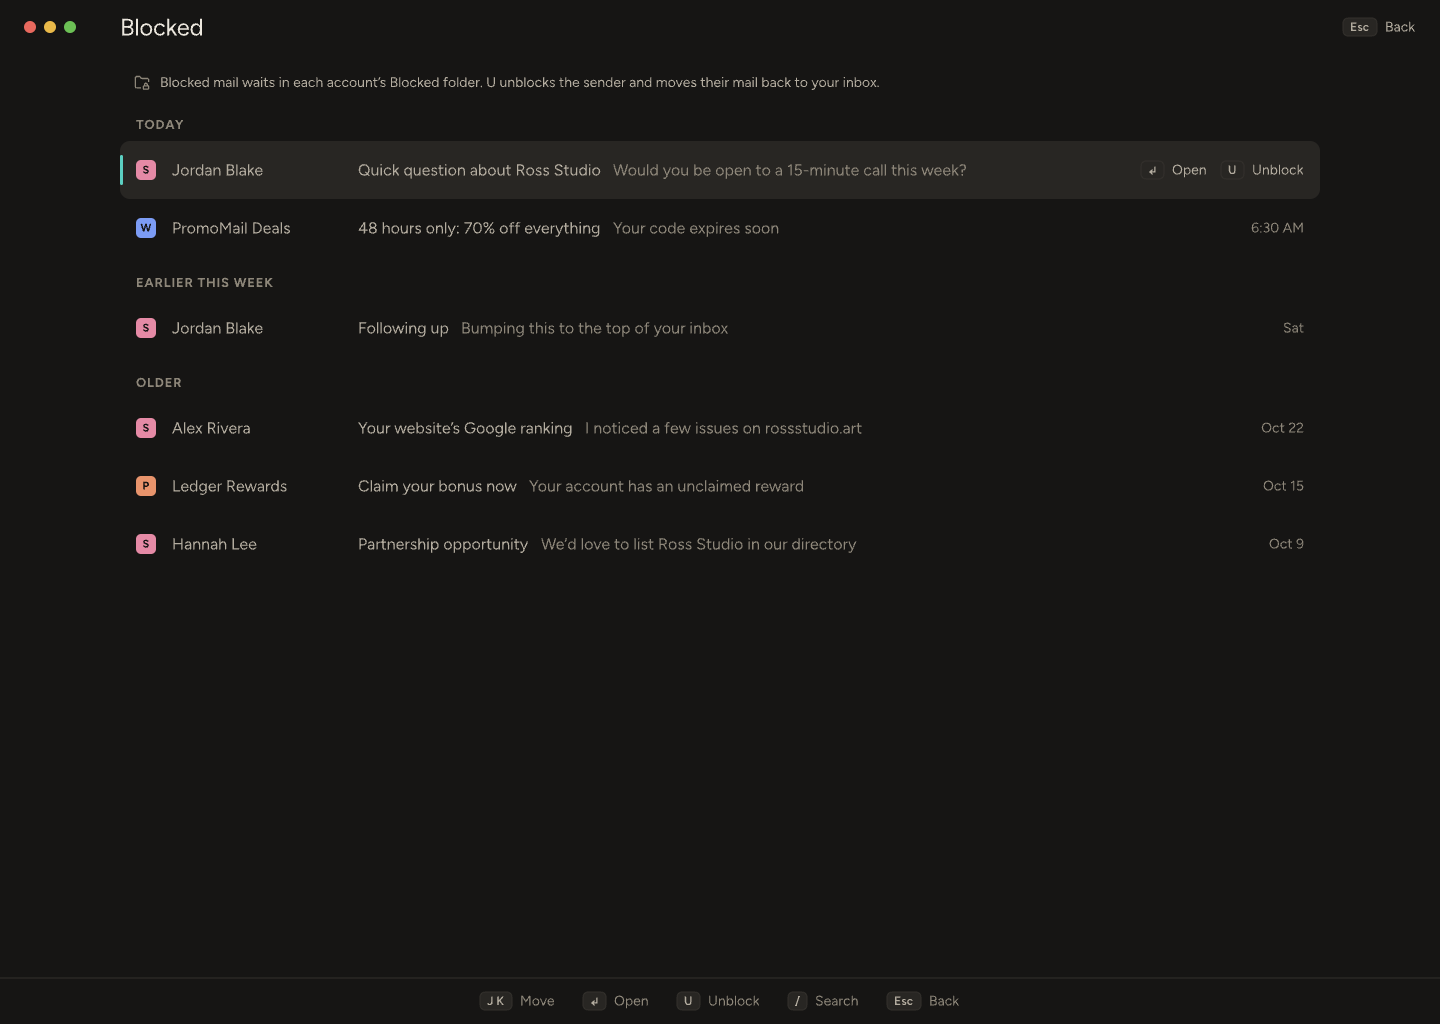 Blocked
Esc Back
Blocked mail waits in each account’s Blocked folder. U unblocks the sender and moves their mail back to your inbox.
TODAY
S Jordan Blake Quick question about Ross Studio Would you be open to a 15-minute call this week? ↲ Open U Unblock
W PromoMail Deals 48 hours only: 70% off everything Your code expires soon 6:30 AM
EARLIER THIS WEEK
S Jordan Blake Following up Bumping this to the top of your inbox Sat
OLDER
S Alex Rivera Your website’s Google ranking I noticed a few issues on rossstudio.art Oct 22
P Ledger Rewards Claim your bonus now Your account has an unclaimed reward Oct 15
S Hannah Lee Partnership opportunity We’d love to list Ross Studio in our directory Oct 9
J K Move ↲ Open U Unblock / Search Esc Back